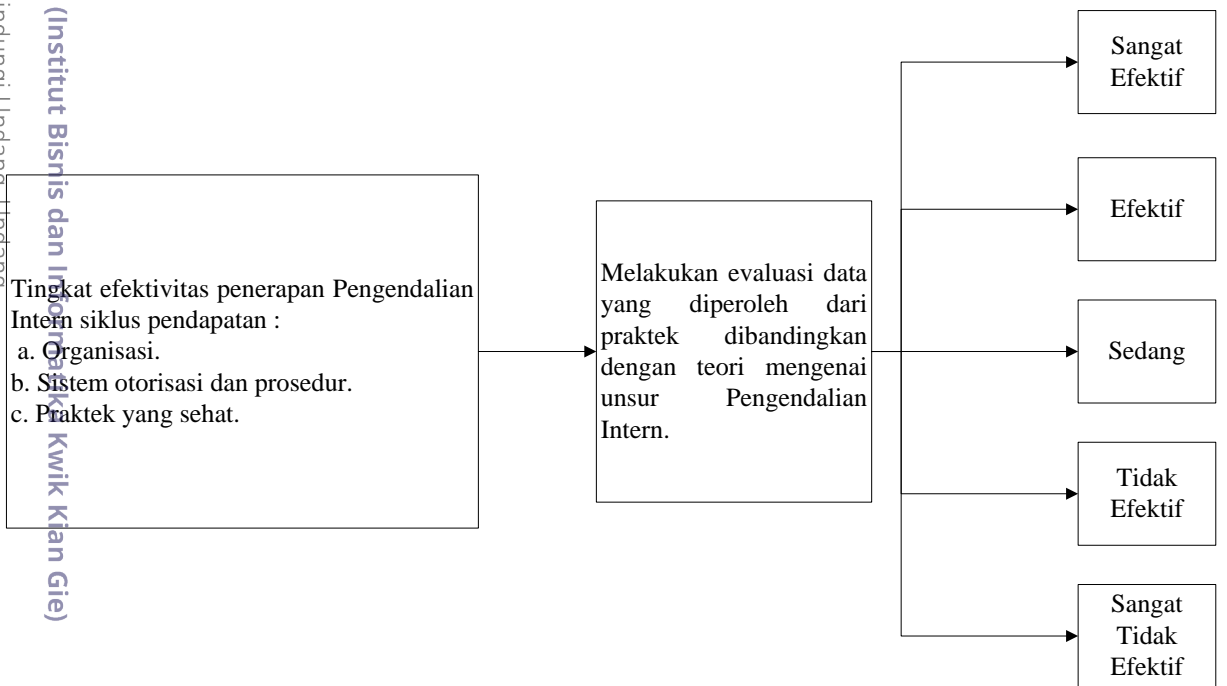 (Institut Bisnis dan Informatika Kwik Kian Gie)
Tingkat efektivitas penerapan Pengendalian
Intern siklus pendapatan :
a. Organisasi.
b. Sistem otorisasi dan prosedur.
c. Praktek yang sehat.
Melakukan evaluasi data
yang diperoleh dari
praktek dibandingkan
dengan teori mengenai
unsur Pengendalian
Intern.
Sangat
Efektif
Efektif
Sedang
Tidak
Efektif
Sangat
Tidak
Efektif